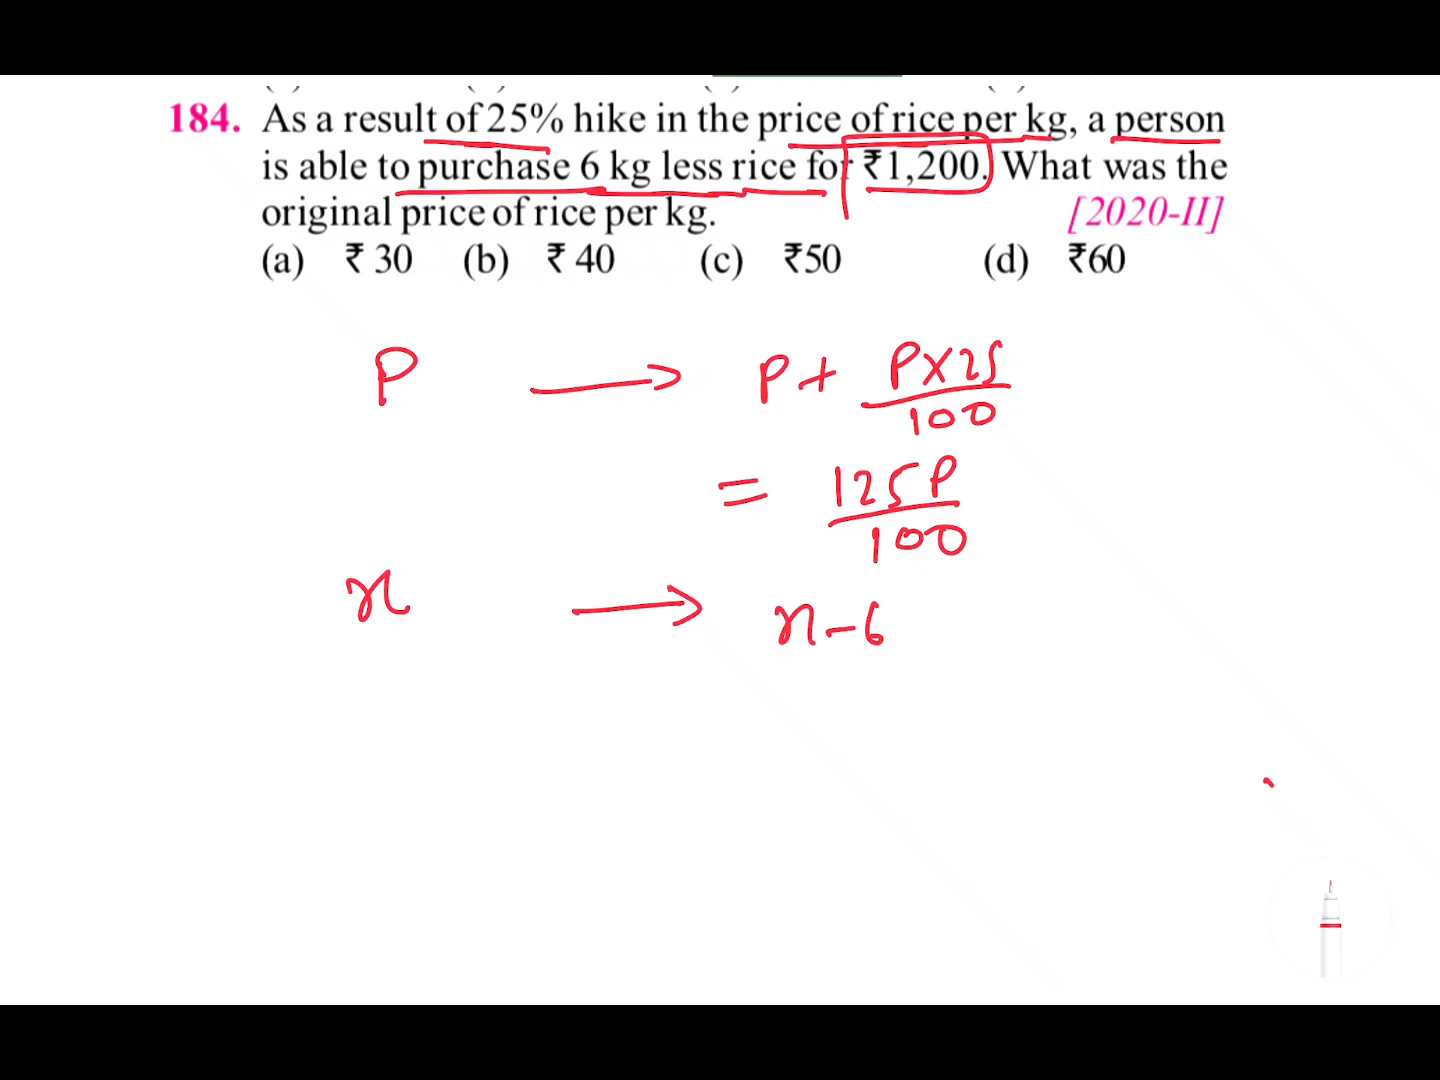 184. As a result of 25% hike in the price of rice per kg, a person
is able to purchase 6 kg less rice for ₹1,200. What was the
original price of rice per kg. [2020-II]
(a) ₹ 30 (b) ₹ 40 (c) ₹50 (d) ₹60
P → P + P×25/100
= 125P/100
x → x-6